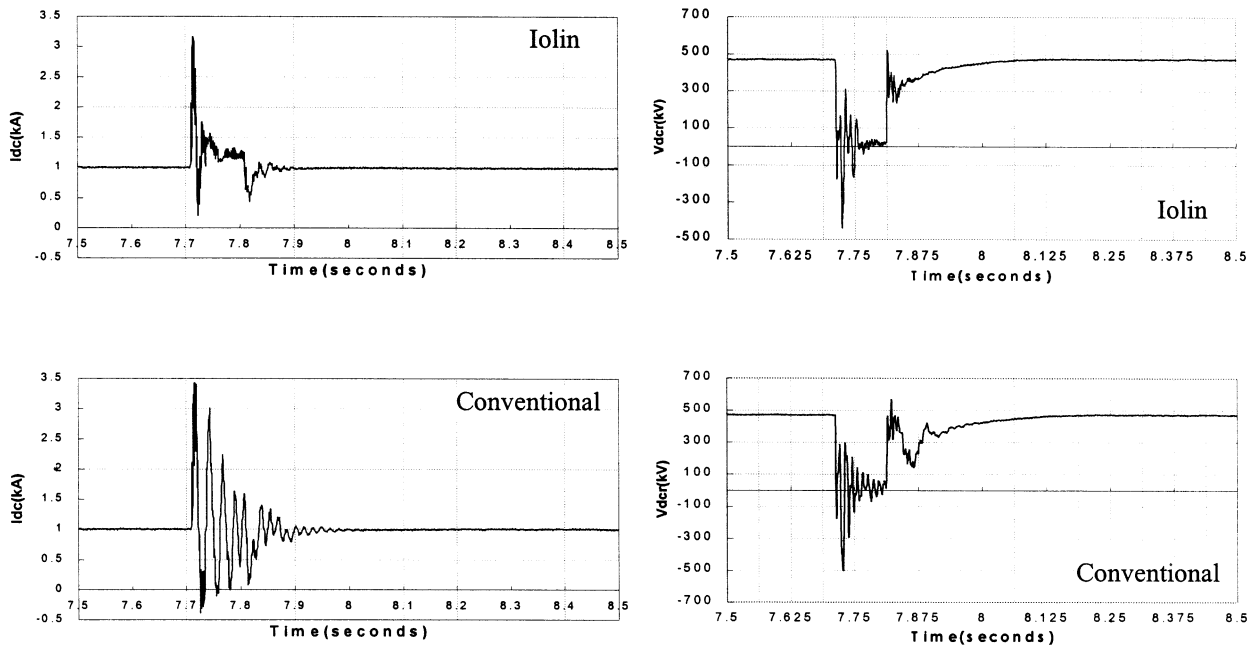 3.5
3
2.5
2
1.5
1
0.5
0
-0.5
Idc(kA)
Iolin
7.5 7.6 7.7 7.8 7.9 8 8.1 8.2 8.3 8.4 8.5
Time(seconds)
700
500
300
100
-100
-300
-500
Vdcr(kV)
Iolin
7.5 7.625 7.75 7.875 8 8.125 8.25 8.375 8.5
Time(seconds)
3.5
3
2.5
2
1.5
1
0.5
0
-0.5
Idc(kA)
Conventional
7.5 7.6 7.7 7.8 7.9 8 8.1 8.2 8.3 8.4 8.5
Time(seconds)
700
500
300
100
-100
-300
-500
-700
Vdcr(kV)
Conventional
7.5 7.625 7.75 7.875 8 8.125 8.25 8.375 8.5
Time(seconds)